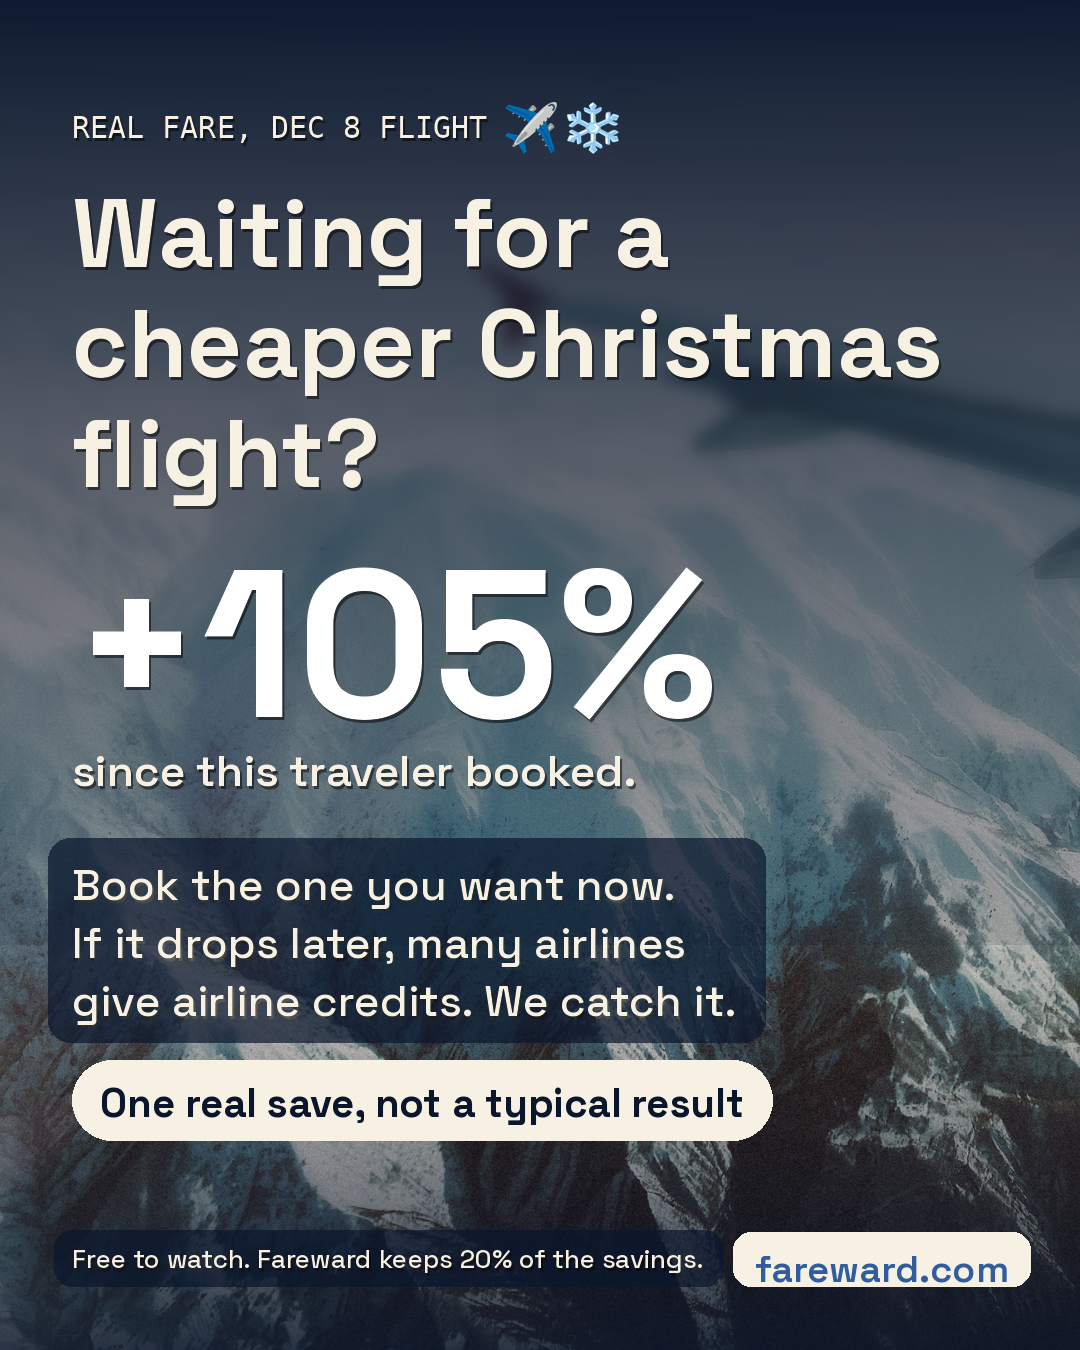 REAL FARE, DEC 8 FLIGHT ✈️❄️
Waiting for a
cheaper Christmas
flight?
+105%
since this traveler booked.
Book the one you want now.
If it drops later, many airlines
give airline credits. We catch it.
One real save, not a typical result
Free to watch. Fareward keeps 20% of the savings.
fareward.com